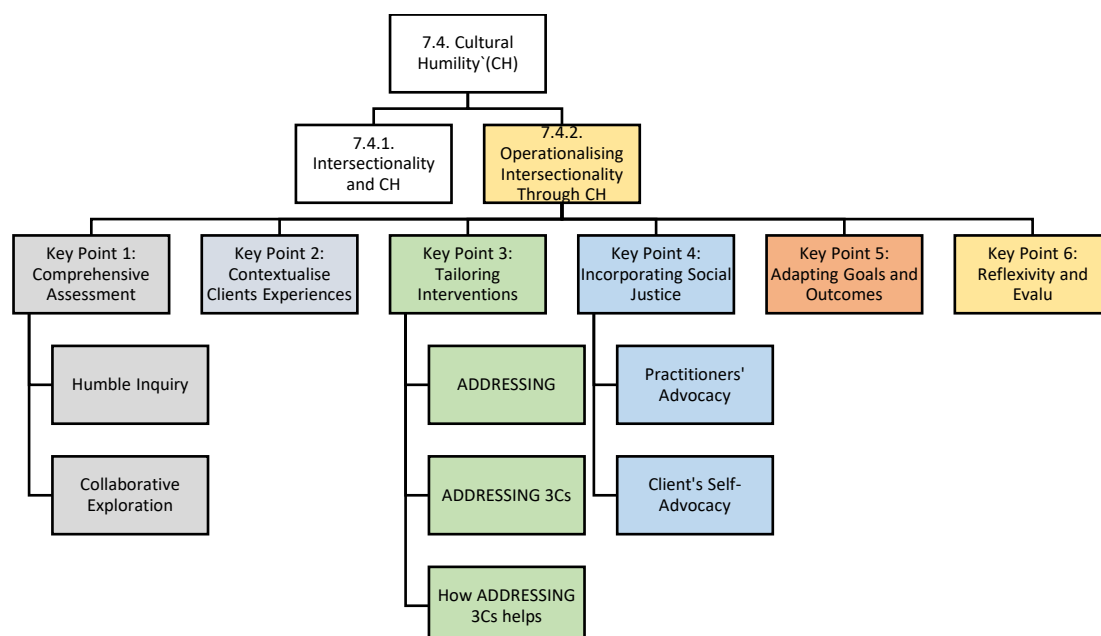 7.4. Cultural
Humility`(CH)
7.4.1.
Intersectionality
and CH
7.4.2.
Operationalising
Intersectionality
Through CH
Key Point 1:
Comprehensive
Assessment
Key Point 2:
Contextualise
Clients Experiences
Key Point 3:
Tailoring
Interventions
Key Point 4:
Incorporating Social
Justice
Key Point 5:
Adapting Goals and
Outcomes
Key Point 6:
Reflexivity and
Evalu
Humble Inquiry
Collaborative
Exploration
ADDRESSING
ADDRESSING 3Cs
How ADDRESSING
3Cs helps
Practitioners'
Advocacy
Client's Self-
Advocacy